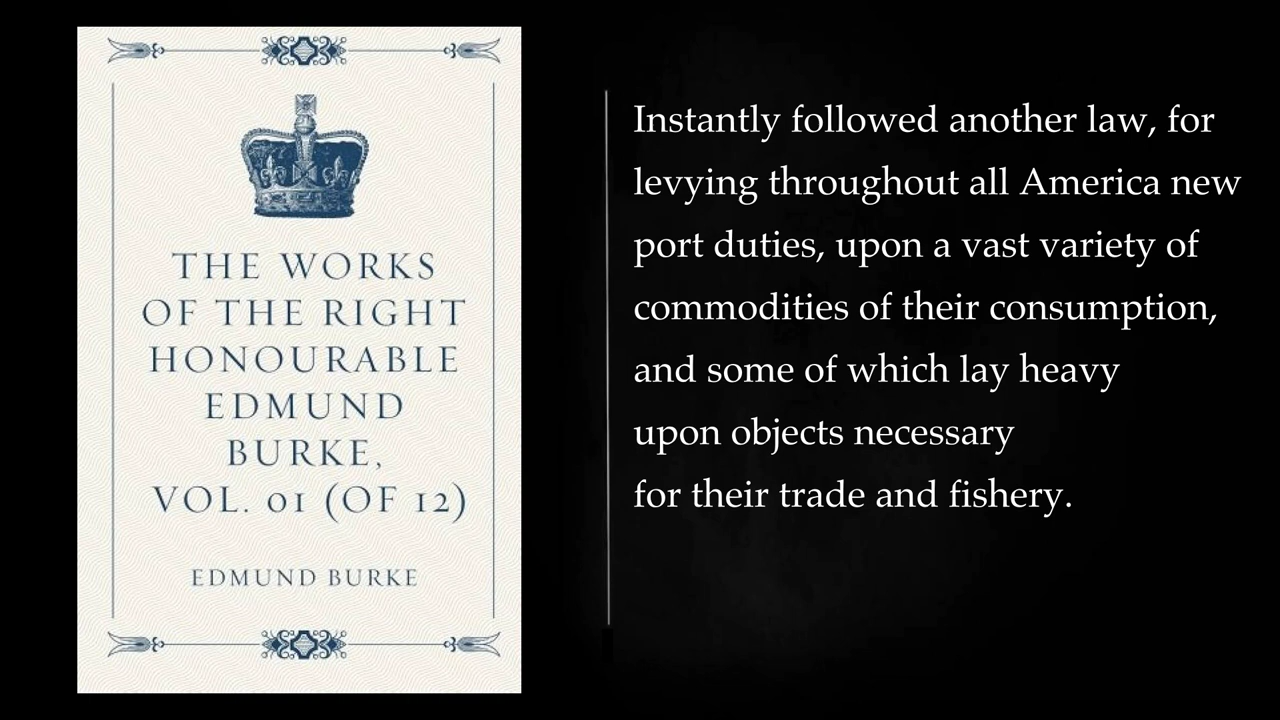 THE WORKS
OF THE RIGHT
HONOURABLE
EDMUND
BURKE,
VOL. 01 (OF 12)
EDMUND BURKE
Instantly followed another law, for
levying throughout all America new
port duties, upon a vast variety of
commodities of their consumption,
and some of which lay heavy
upon objects necessary
for their trade and fishery.